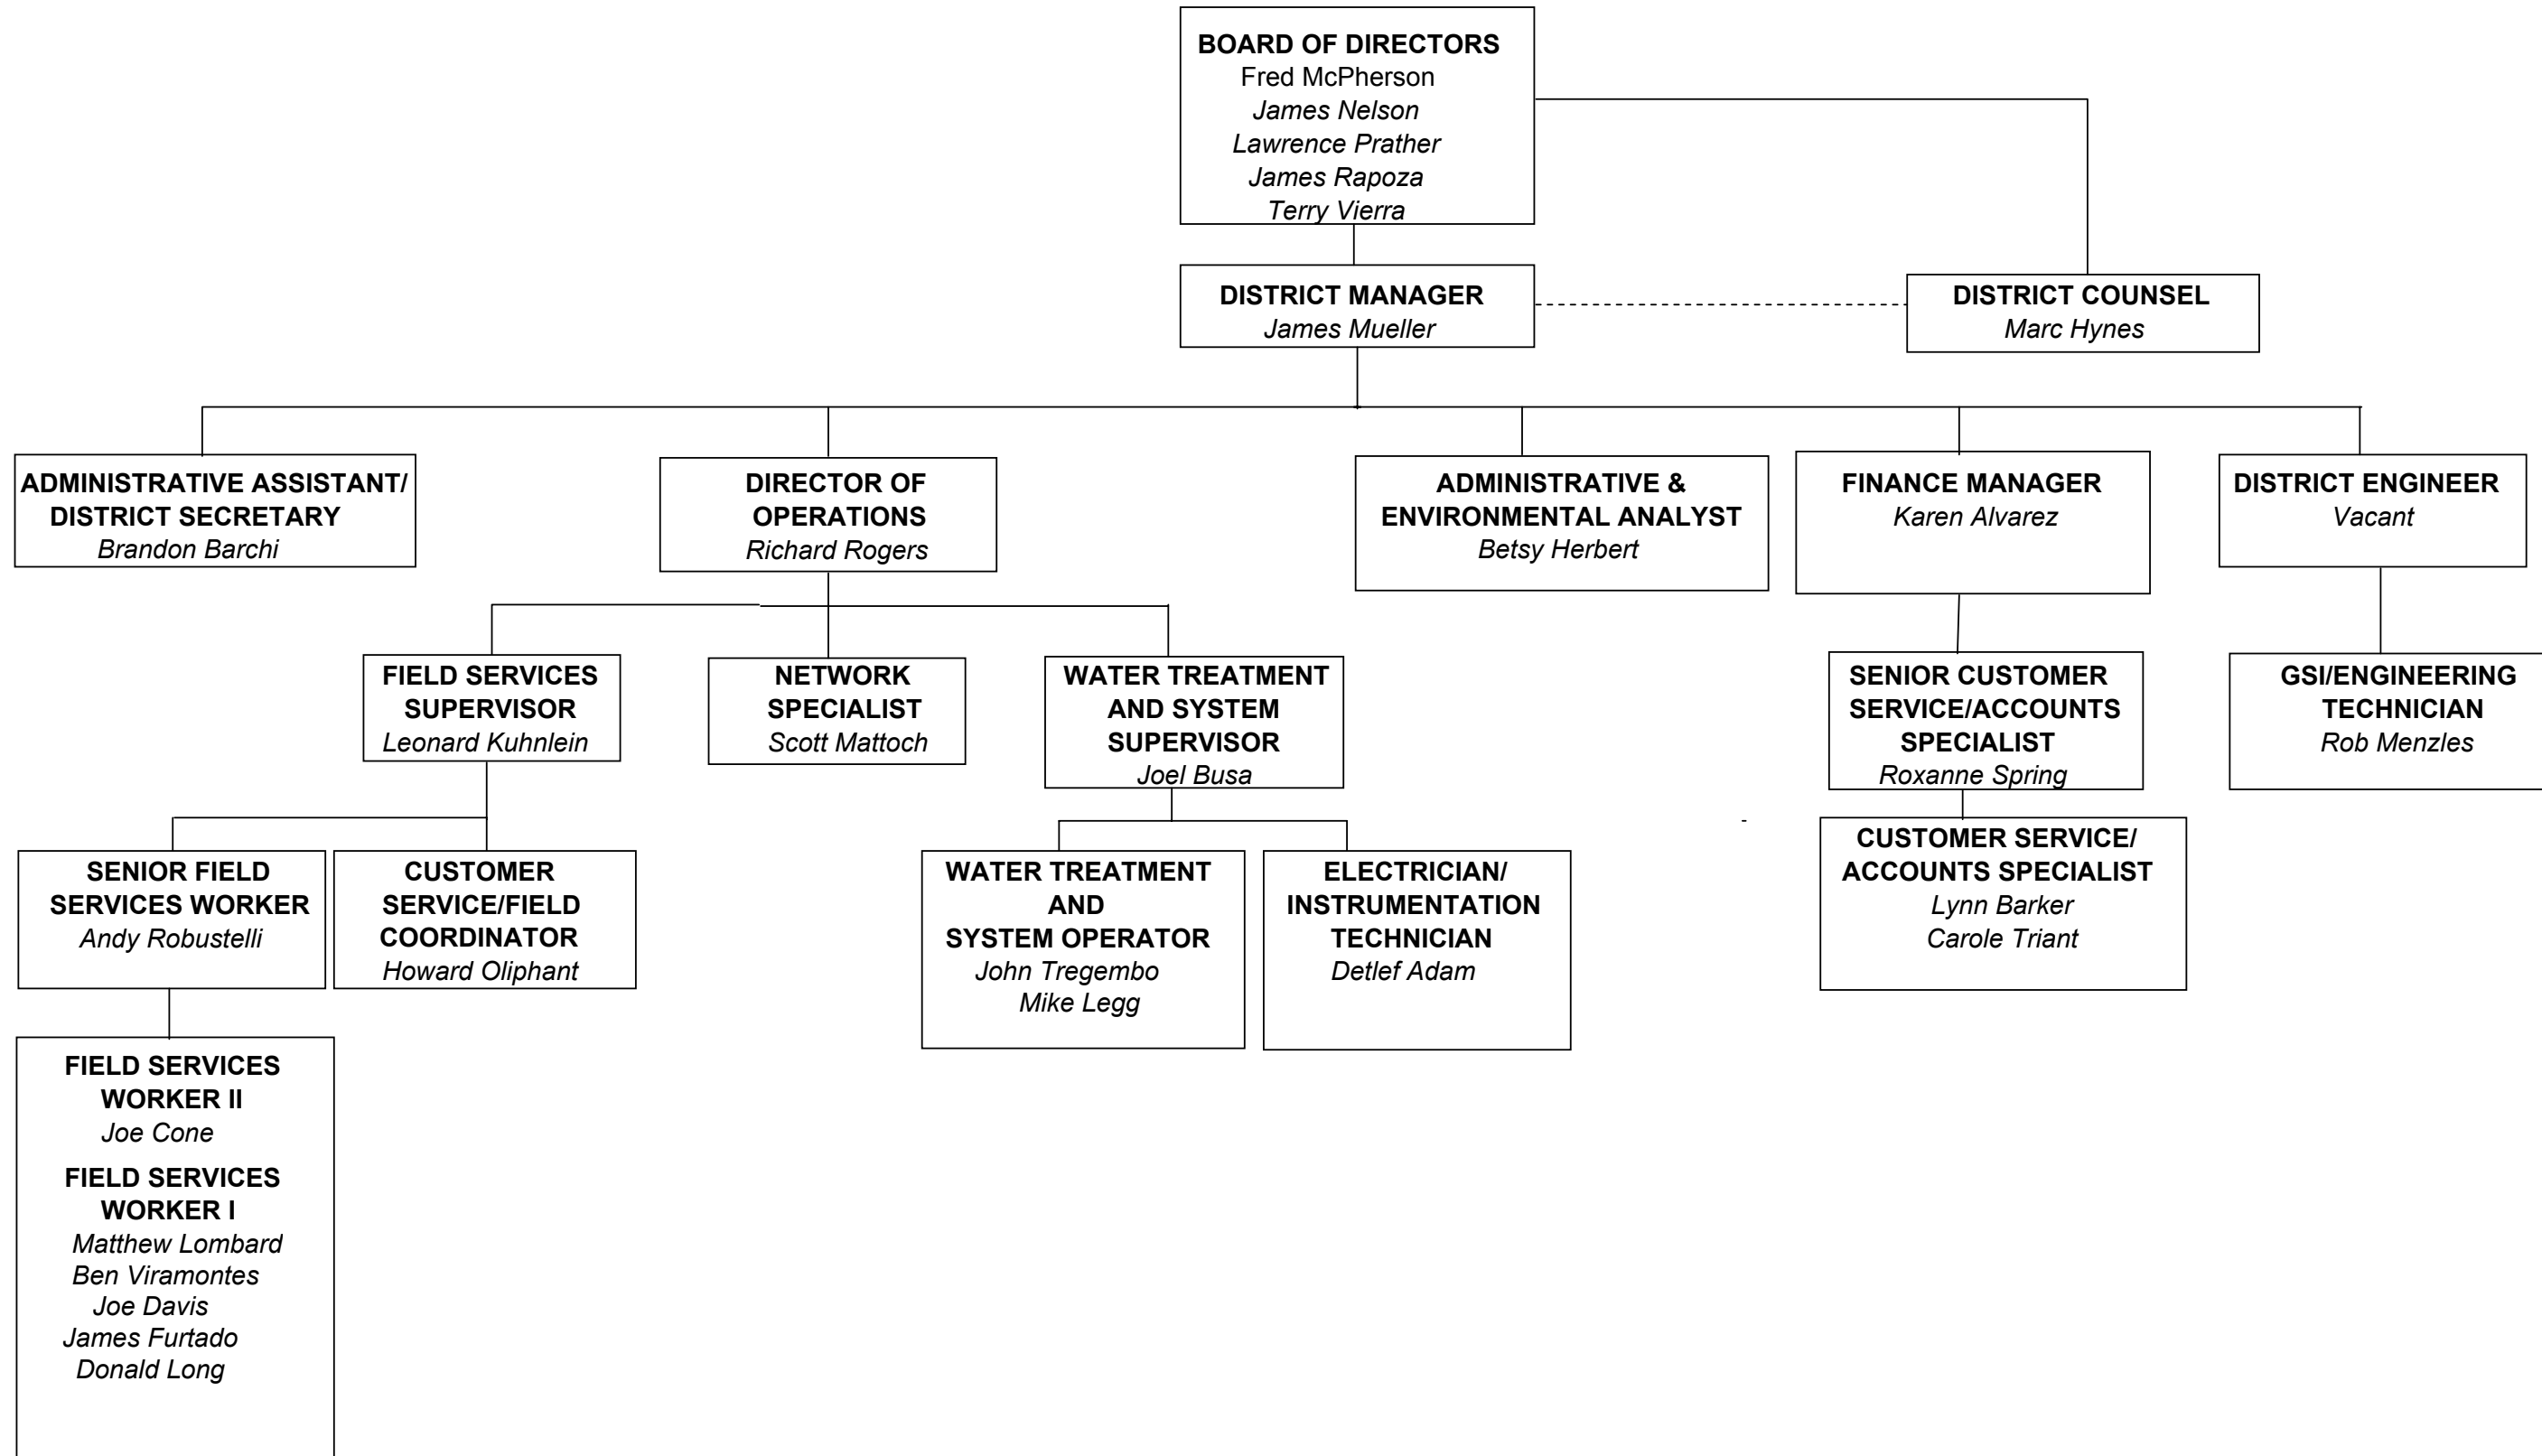 BOARD OF DIRECTORS
Fred McPherson
James Nelson
Lawrence Prather
James Rapoza
Terry Vierra
DISTRICT MANAGER
James Mueller
DISTRICT COUNSEL
Marc Hynes
ADMINISTRATIVE ASSISTANT/
DISTRICT SECRETARY
Brandon Barchi
DIRECTOR OF
OPERATIONS
Richard Rogers
ADMINISTRATIVE &
ENVIRONMENTAL ANALYST
Betsy Herbert
FINANCE MANAGER
Karen Alvarez
DISTRICT ENGINEER
Vacant
FIELD SERVICES
SUPERVISOR
Leonard Kuhnlein
NETWORK
SPECIALIST
Scott Mattoch
WATER TREATMENT
AND SYSTEM
SUPERVISOR
Joel Busa
SENIOR CUSTOMER
SERVICE/ACCOUNTS
SPECIALIST
Roxanne Spring
GSI/ENGINEERING
TECHNICIAN
Rob Menzles
SENIOR FIELD
SERVICES WORKER
Andy Robustelli
CUSTOMER
SERVICE/FIELD
COORDINATOR
Howard Oliphant
WATER TREATMENT
AND
SYSTEM OPERATOR
John Tregembo
Mike Legg
ELECTRICIAN/
INSTRUMENTATION
TECHNICIAN
Detlef Adam
-
CUSTOMER SERVICE/
ACCOUNTS SPECIALIST
Lynn Barker
Carole Triant
FIELD SERVICES
WORKER II
Joe Cone
FIELD SERVICES
WORKER I
Matthew Lombard
Ben Viramontes
Joe Davis
James Furtado
Donald Long